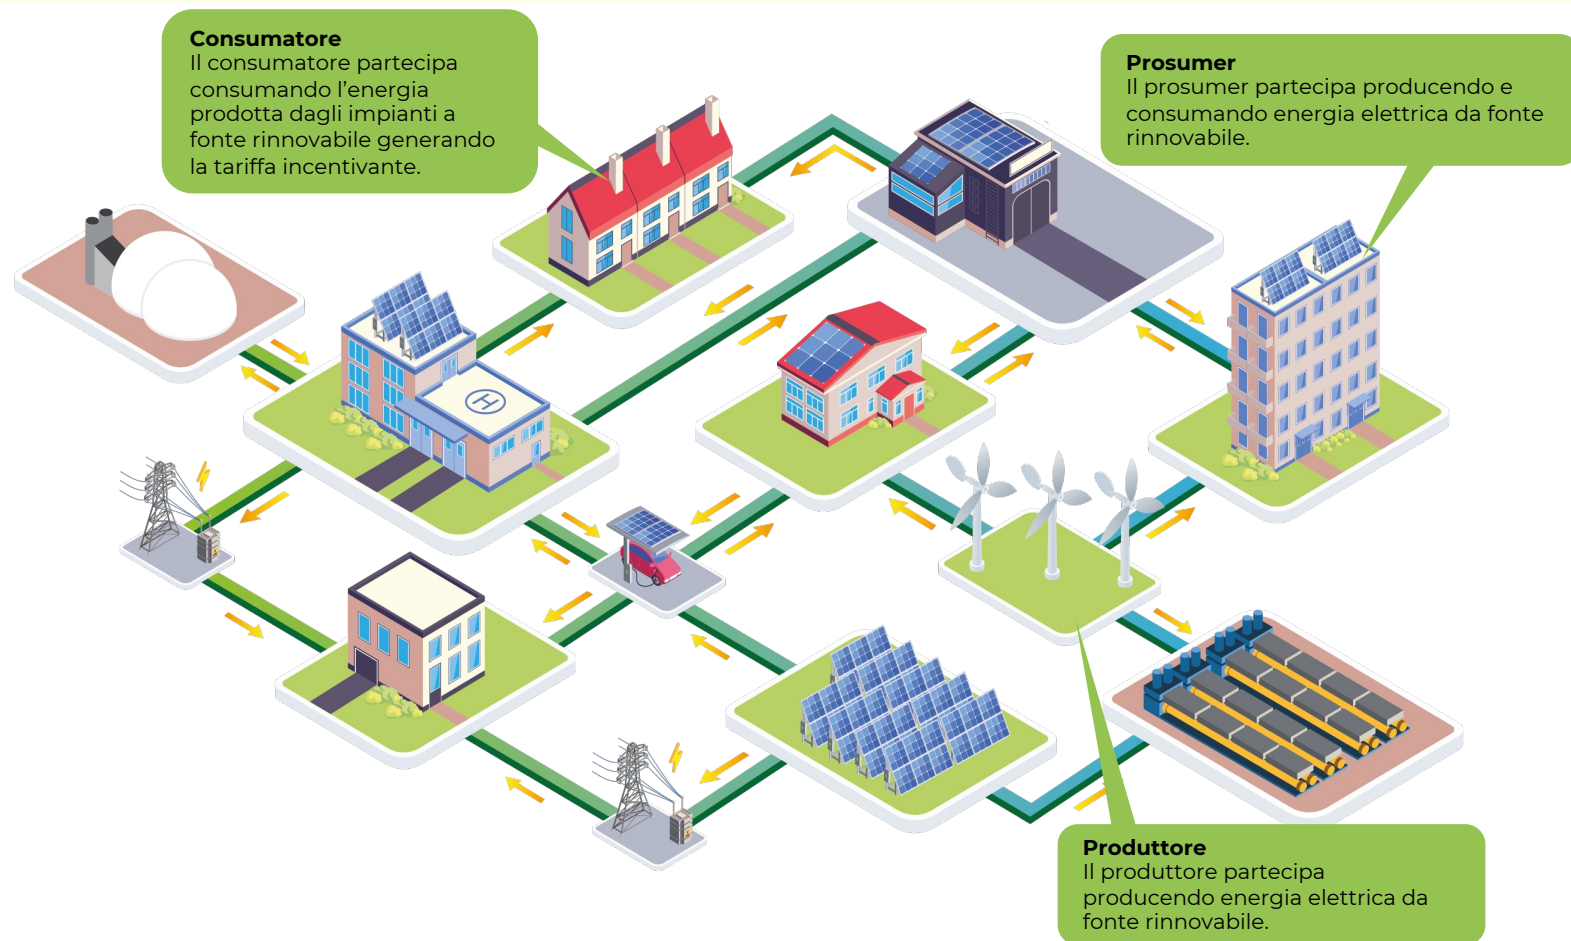 Consumatore
Il consumatore partecipa
consumando l’energia
prodotta dagli impianti a
fonte rinnovabile generando
la tariffa incentivante.
Prosumer
Il prosumer partecipa producendo e
consumando energia elettrica da fonte
rinnovabile.
H
Produttore
Il produttore partecipa
producendo energia elettrica da
fonte rinnovabile.